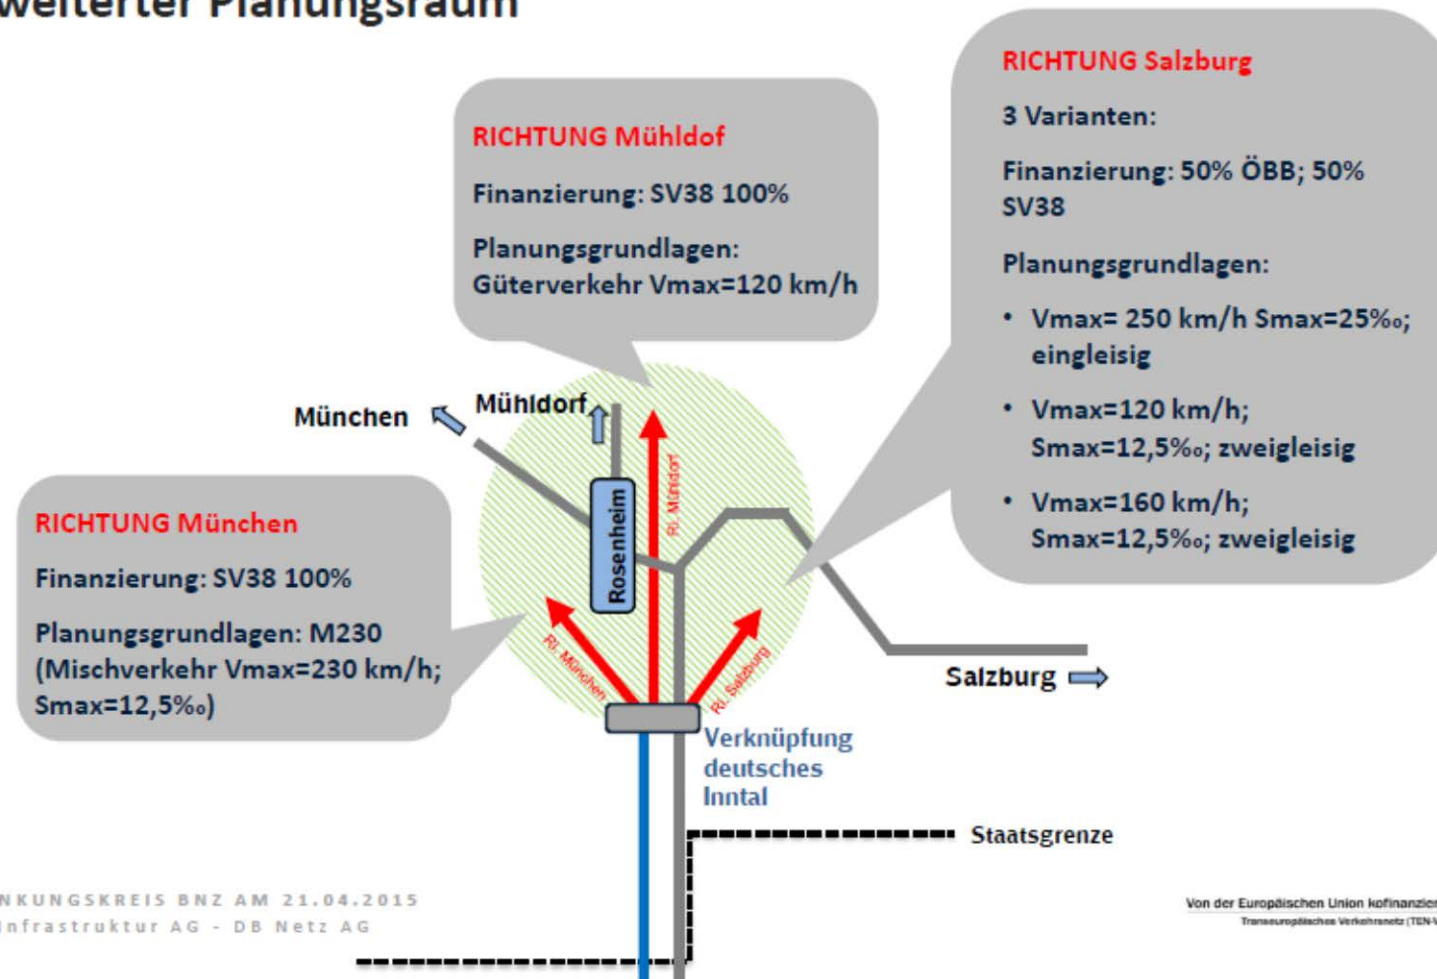 weiterter Planungsraum
RICHTUNG Mühldof
Finanzierung: SV38 100%
Planungsgrundlagen:
Güterverkehr Vmax=120 km/h
RICHTUNG Salzburg
3 Varianten:
Finanzierung: 50% ÖBB; 50%
SV38
Planungsgrundlagen:
• Vmax= 250 km/h Smax=25‰;
eingleisig
• Vmax=120 km/h;
Smax=12,5‰; zweigleisig
• Vmax=160 km/h;
Smax=12,5‰; zweigleisig
München
Mühldorf
Rosenheim
Ri. Mühldorf
RICHTUNG München
Finanzierung: SV38 100%
Planungsgrundlagen: M230
(Mischverkehr Vmax=230 km/h;
Smax=12,5‰)
Ri. München
Ri. Salzburg
Salzburg
Verknüpfung
deutsches
Inntal
Staatsgrenze
NKUNGSKREIS BNZ AM 21.04.2015
Infrastruktur AG - DB Netz AG
Von der Europäischen Union kofinanzier
Transeuropäisches Verkehrsnetz (TEN-V